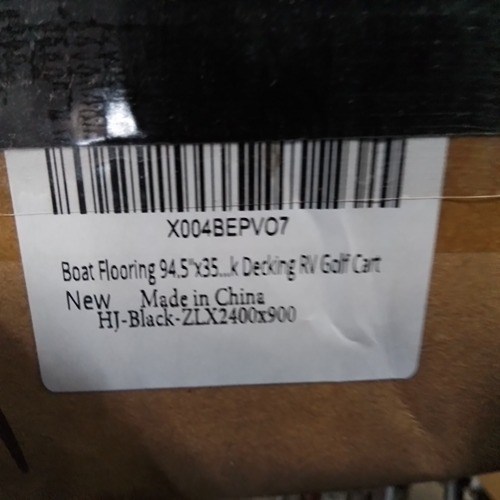 X004BEPVO7
Boat Flooring 94.5"x35...k Decking RV Golf Cart
New Made in China
HJ-Black-ZLX2400x900